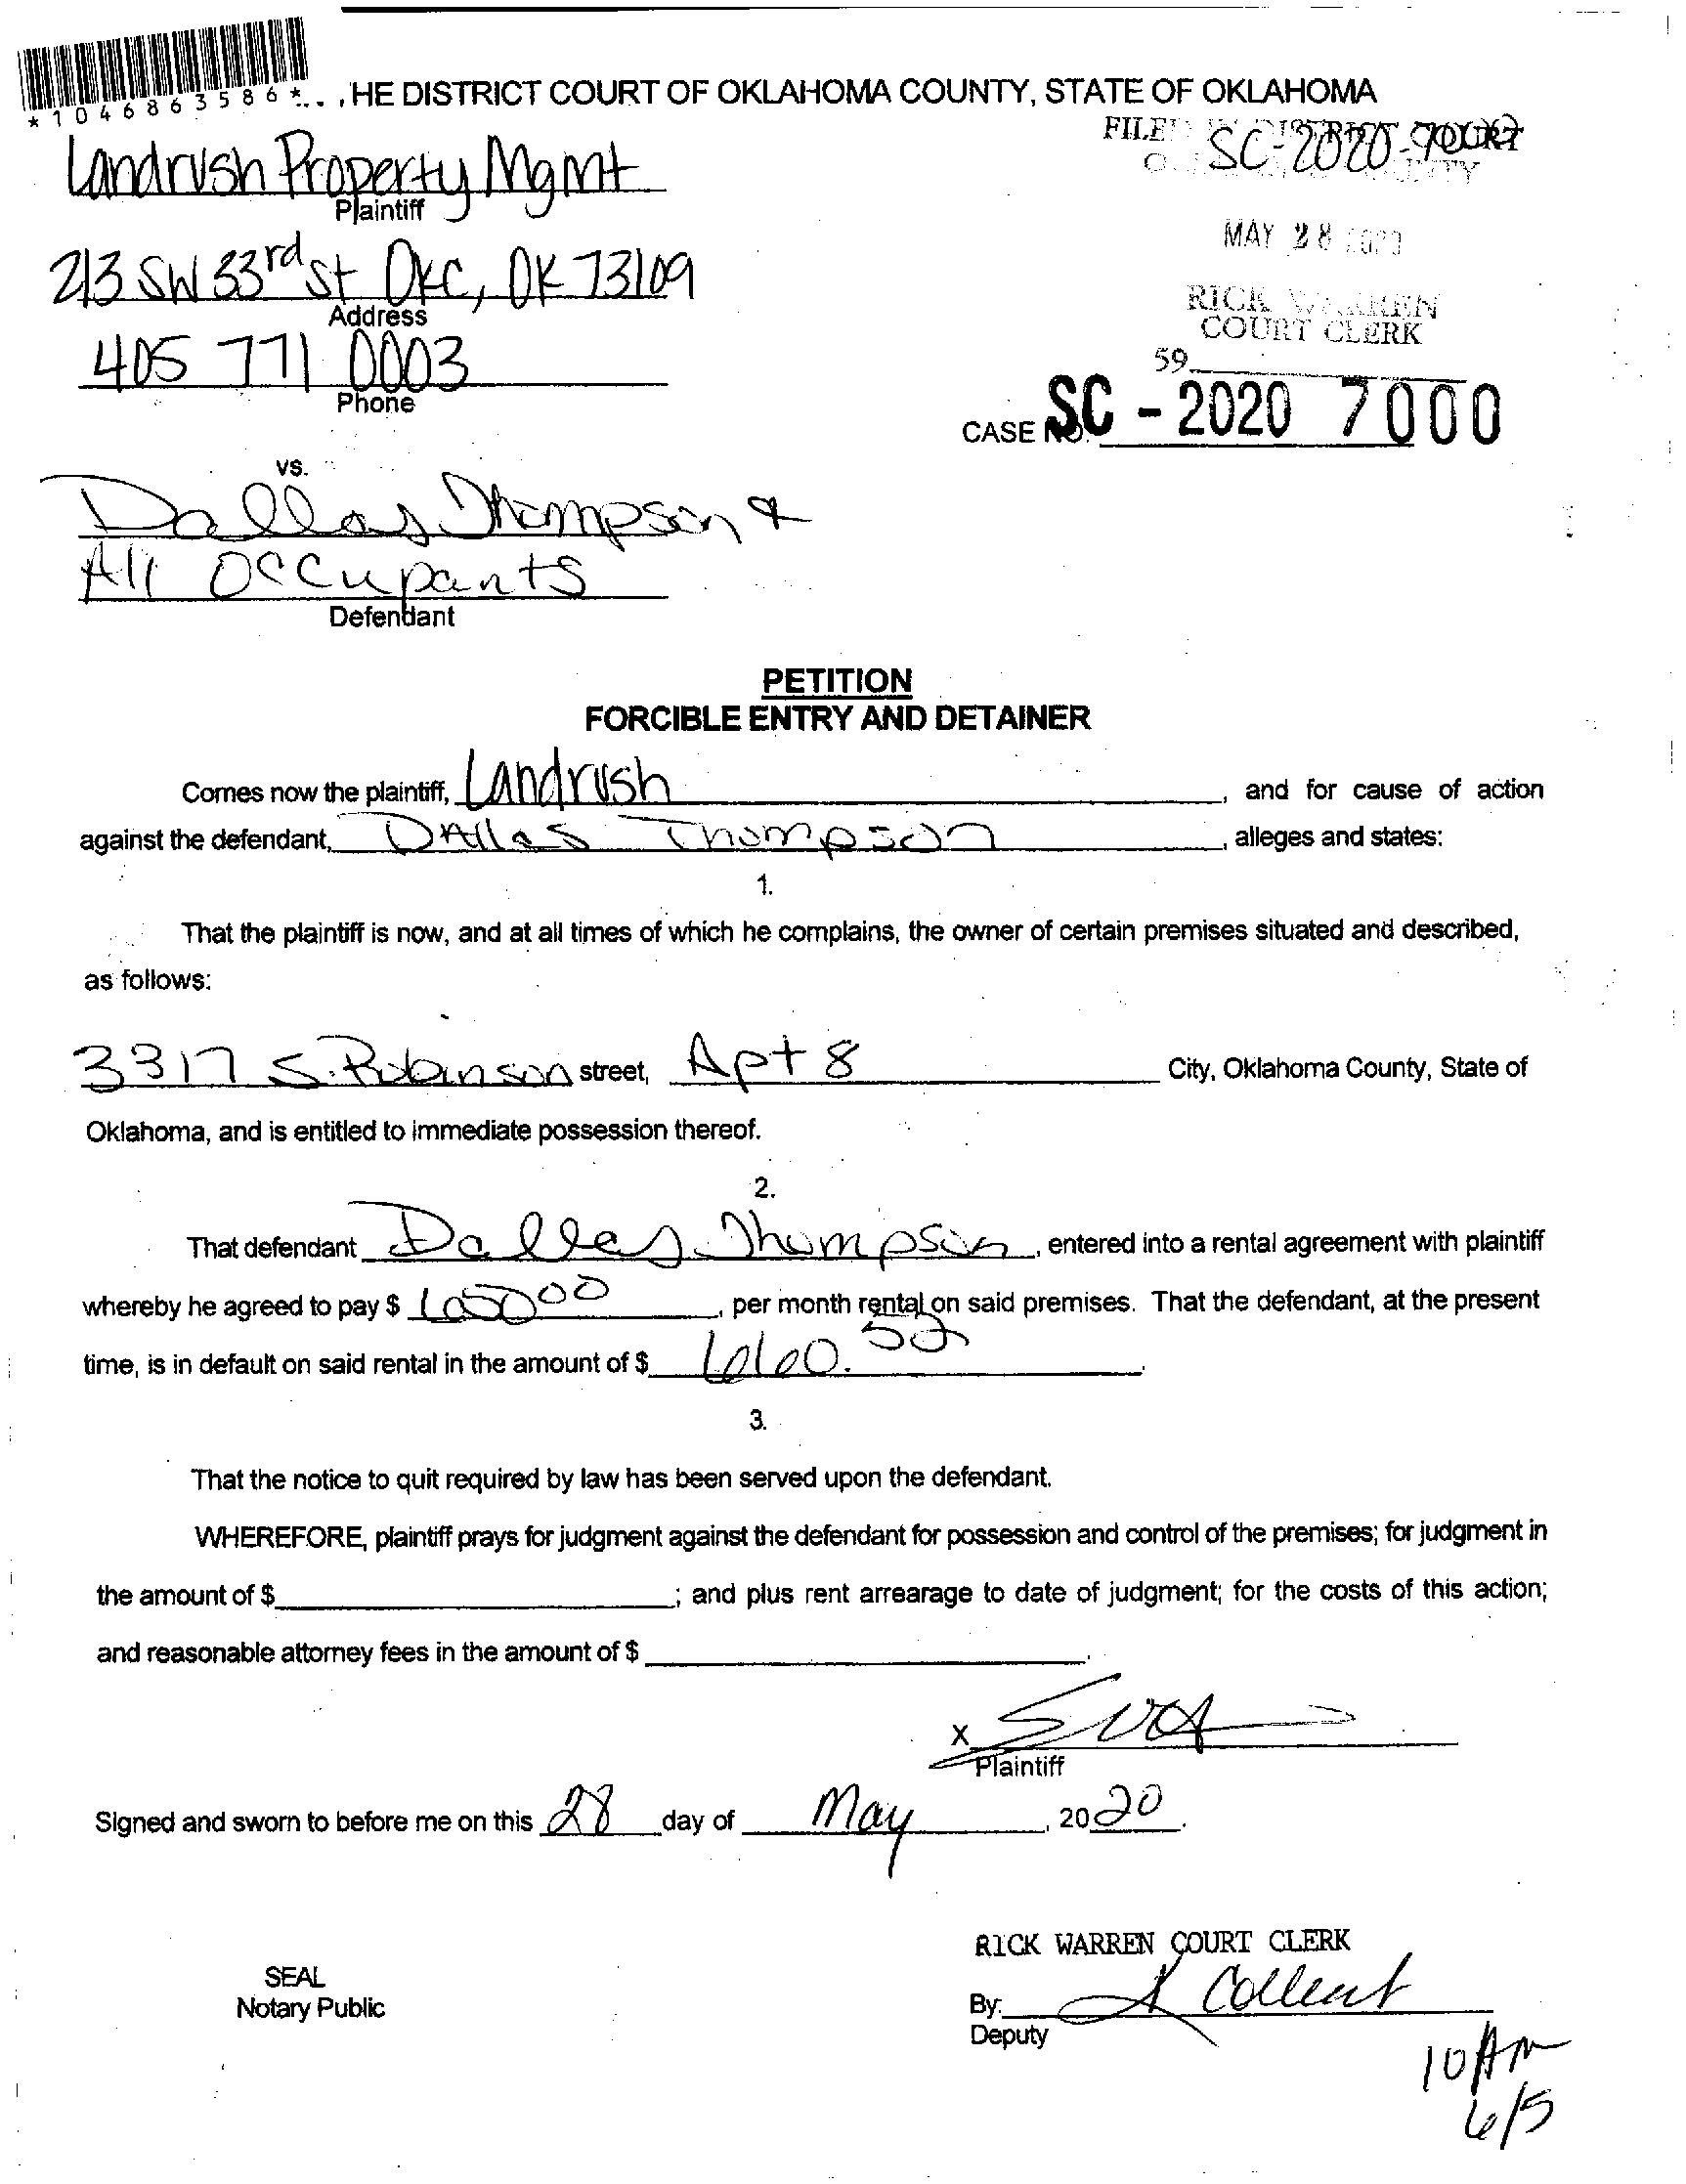 *1046863586*
HE DISTRICT COURT OF OKLAHOMA COUNTY, STATE OF OKLAHOMA
Landrush Property Mgmt
Plaintiff
FILED IN DISTRICT COURT
SC-2020-7000
213 SW 33rd St OKC, OK 73109
Address
MAY 28 2020
RICK WARREN
COURT CLERK
405 771 0003
Phone
59
CASE NO. SC - 2020 7000
vs.
Dallas Thompson &
All Occupants
Defendant
PETITION
FORCIBLE ENTRY AND DETAINER
Comes now the plaintiff, Landrush, and for cause of action
against the defendant, Dallas Thompson, alleges and states:
1.
That the plaintiff is now, and at all times of which he complains, the owner of certain premises situated and described,
as follows:
3317 S. Robinson street, Apt 8 City, Oklahoma County, State of
Oklahoma, and is entitled to immediate possession thereof.
2.
That defendant Dallas Thompson, entered into a rental agreement with plaintiff
whereby he agreed to pay $ 650 00, per month rental on said premises. That the defendant, at the present
time, is in default on said rental in the amount of $ 660.52.
3.
That the notice to quit required by law has been served upon the defendant.
WHEREFORE, plaintiff prays for judgment against the defendant for possession and control of the premises; for judgment in
the amount of $ ; and plus rent arrearage to date of judgment; for the costs of this action;
and reasonable attorney fees in the amount of $ .
X
Plaintiff
Signed and sworn to before me on this 28 day of May, 2020.
RICK WARREN COURT CLERK
SEAL
Notary Public
By:
Deputy
10 AM
6/5